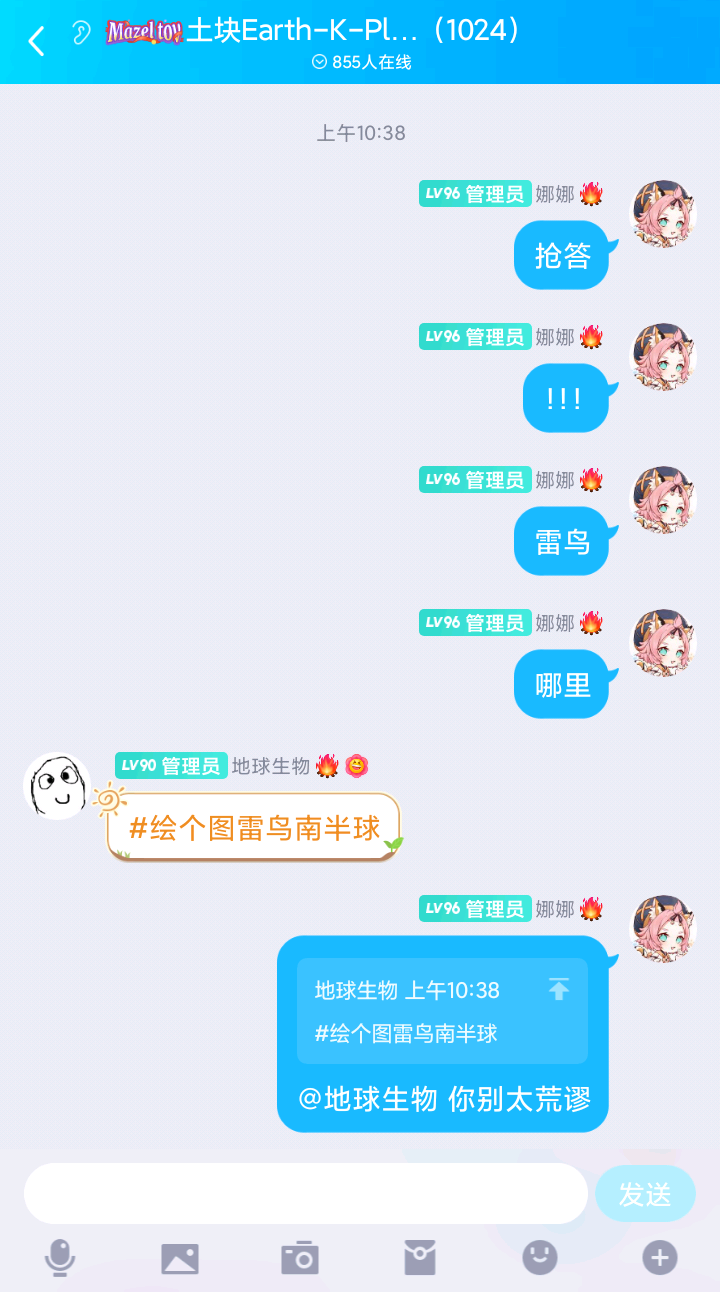 Mazel tov 土块Earth-K-Pl...（1024）
855人在线
上午10:38
LV96 管理员 娜娜
抢答
LV96 管理员 娜娜
!!!
LV96 管理员 娜娜
雷鸟
LV96 管理员 娜娜
哪里
LV90 管理员 地球生物
#绘个图雷鸟南半球
LV96 管理员 娜娜
地球生物 上午10:38
#绘个图雷鸟南半球
@地球生物 你别太荒谬
发送